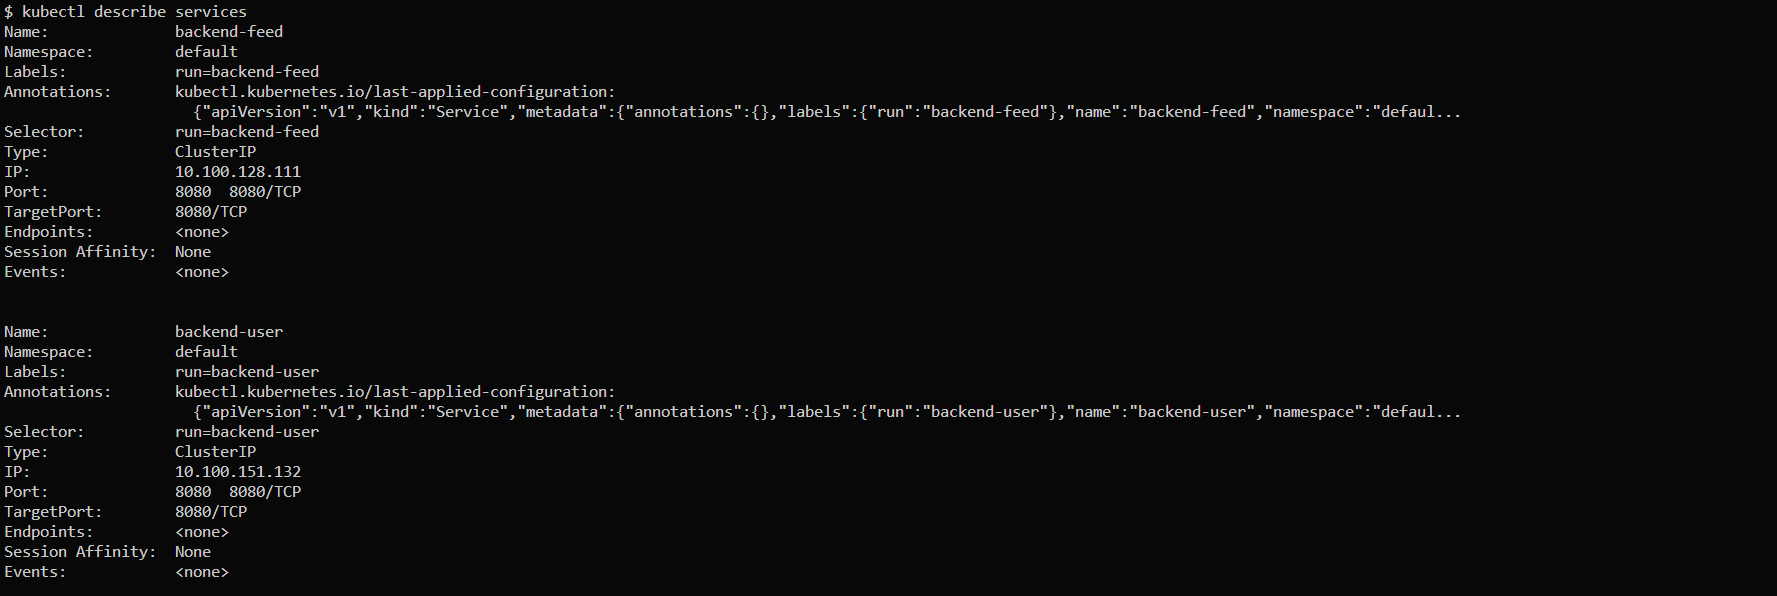 $ kubectl describe services
Name:              backend-feed
Namespace:         default
Labels:            run=backend-feed
Annotations:       kubectl.kubernetes.io/last-applied-configuration:
                     {"apiVersion":"v1","kind":"Service","metadata":{"annotations":{},"labels":{"run":"backend-feed"},"name":"backend-feed","namespace":"defaul...
Selector:          run=backend-feed
Type:              ClusterIP
IP:                10.100.128.111
Port:              8080  8080/TCP
TargetPort:        8080/TCP
Endpoints:         <none>
Session Affinity:  None
Events:            <none>


Name:              backend-user
Namespace:         default
Labels:            run=backend-user
Annotations:       kubectl.kubernetes.io/last-applied-configuration:
                     {"apiVersion":"v1","kind":"Service","metadata":{"annotations":{},"labels":{"run":"backend-user"},"name":"backend-user","namespace":"defaul...
Selector:          run=backend-user
Type:              ClusterIP
IP:                10.100.151.132
Port:              8080  8080/TCP
TargetPort:        8080/TCP
Endpoints:         <none>
Session Affinity:  None
Events:            <none>